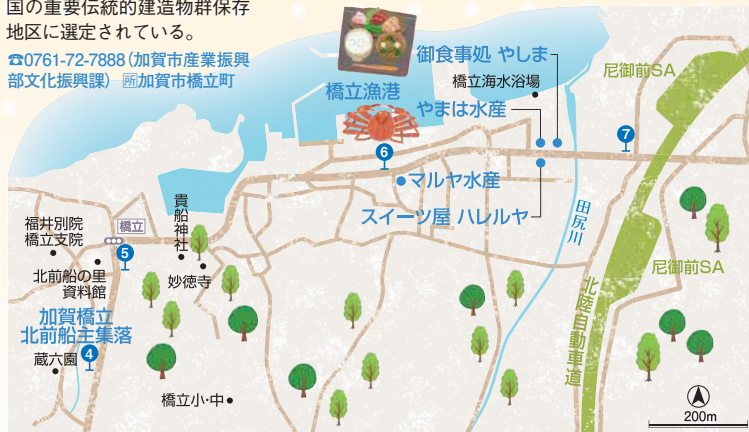 国の重要伝統的建造物群保存
地区に選定されている。
☎0761-72-7888（加賀市産業振興
部文化振興課） 所加賀市橋立町
御食事処 やしま
尼御前SA
橋立漁港
橋立海水浴場
やまは水産
7
6
マルヤ水産
スイーツ屋 ハレルヤ
田尻川
貴船神社
福井別院
橋立支院
橋立
5
北前船の里
資料館
妙徳寺
尼御前SA
加賀橋立
北前船主集落
北陸自動車道
蔵六園
4
橋立小・中
200m